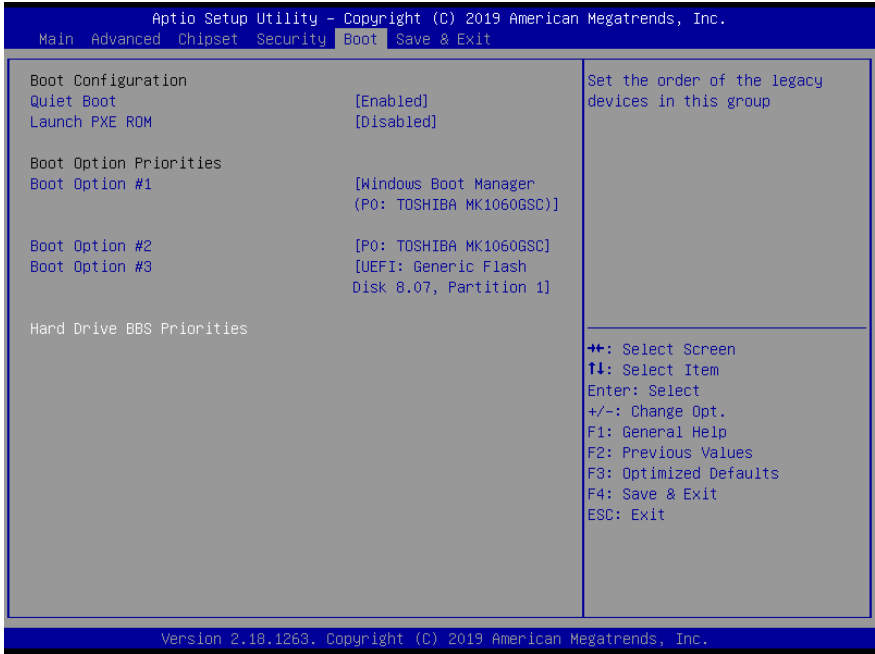 Aptio Setup Utility – Copyright (C) 2019 American Megatrends, Inc.
Main Advanced Chipset Security Boot Save & Exit
Boot Configuration
Quiet Boot [Enabled]
Launch PXE ROM [Disabled]
Boot Option Priorities
Boot Option #1 [Windows Boot Manager
(P0: TOSHIBA MK1060GSC)]
Boot Option #2 [P0: TOSHIBA MK1060GSC]
Boot Option #3 [UEFI: Generic Flash
Disk 8.07, Partition 1]
Hard Drive BBS Priorities
Set the order of the legacy
devices in this group
→←: Select Screen
↑↓: Select Item
Enter: Select
+/-: Change Opt.
F1: General Help
F2: Previous Values
F3: Optimized Defaults
F4: Save & Exit
ESC: Exit
Version 2.18.1263. Copyright (C) 2019 American Megatrends, Inc.